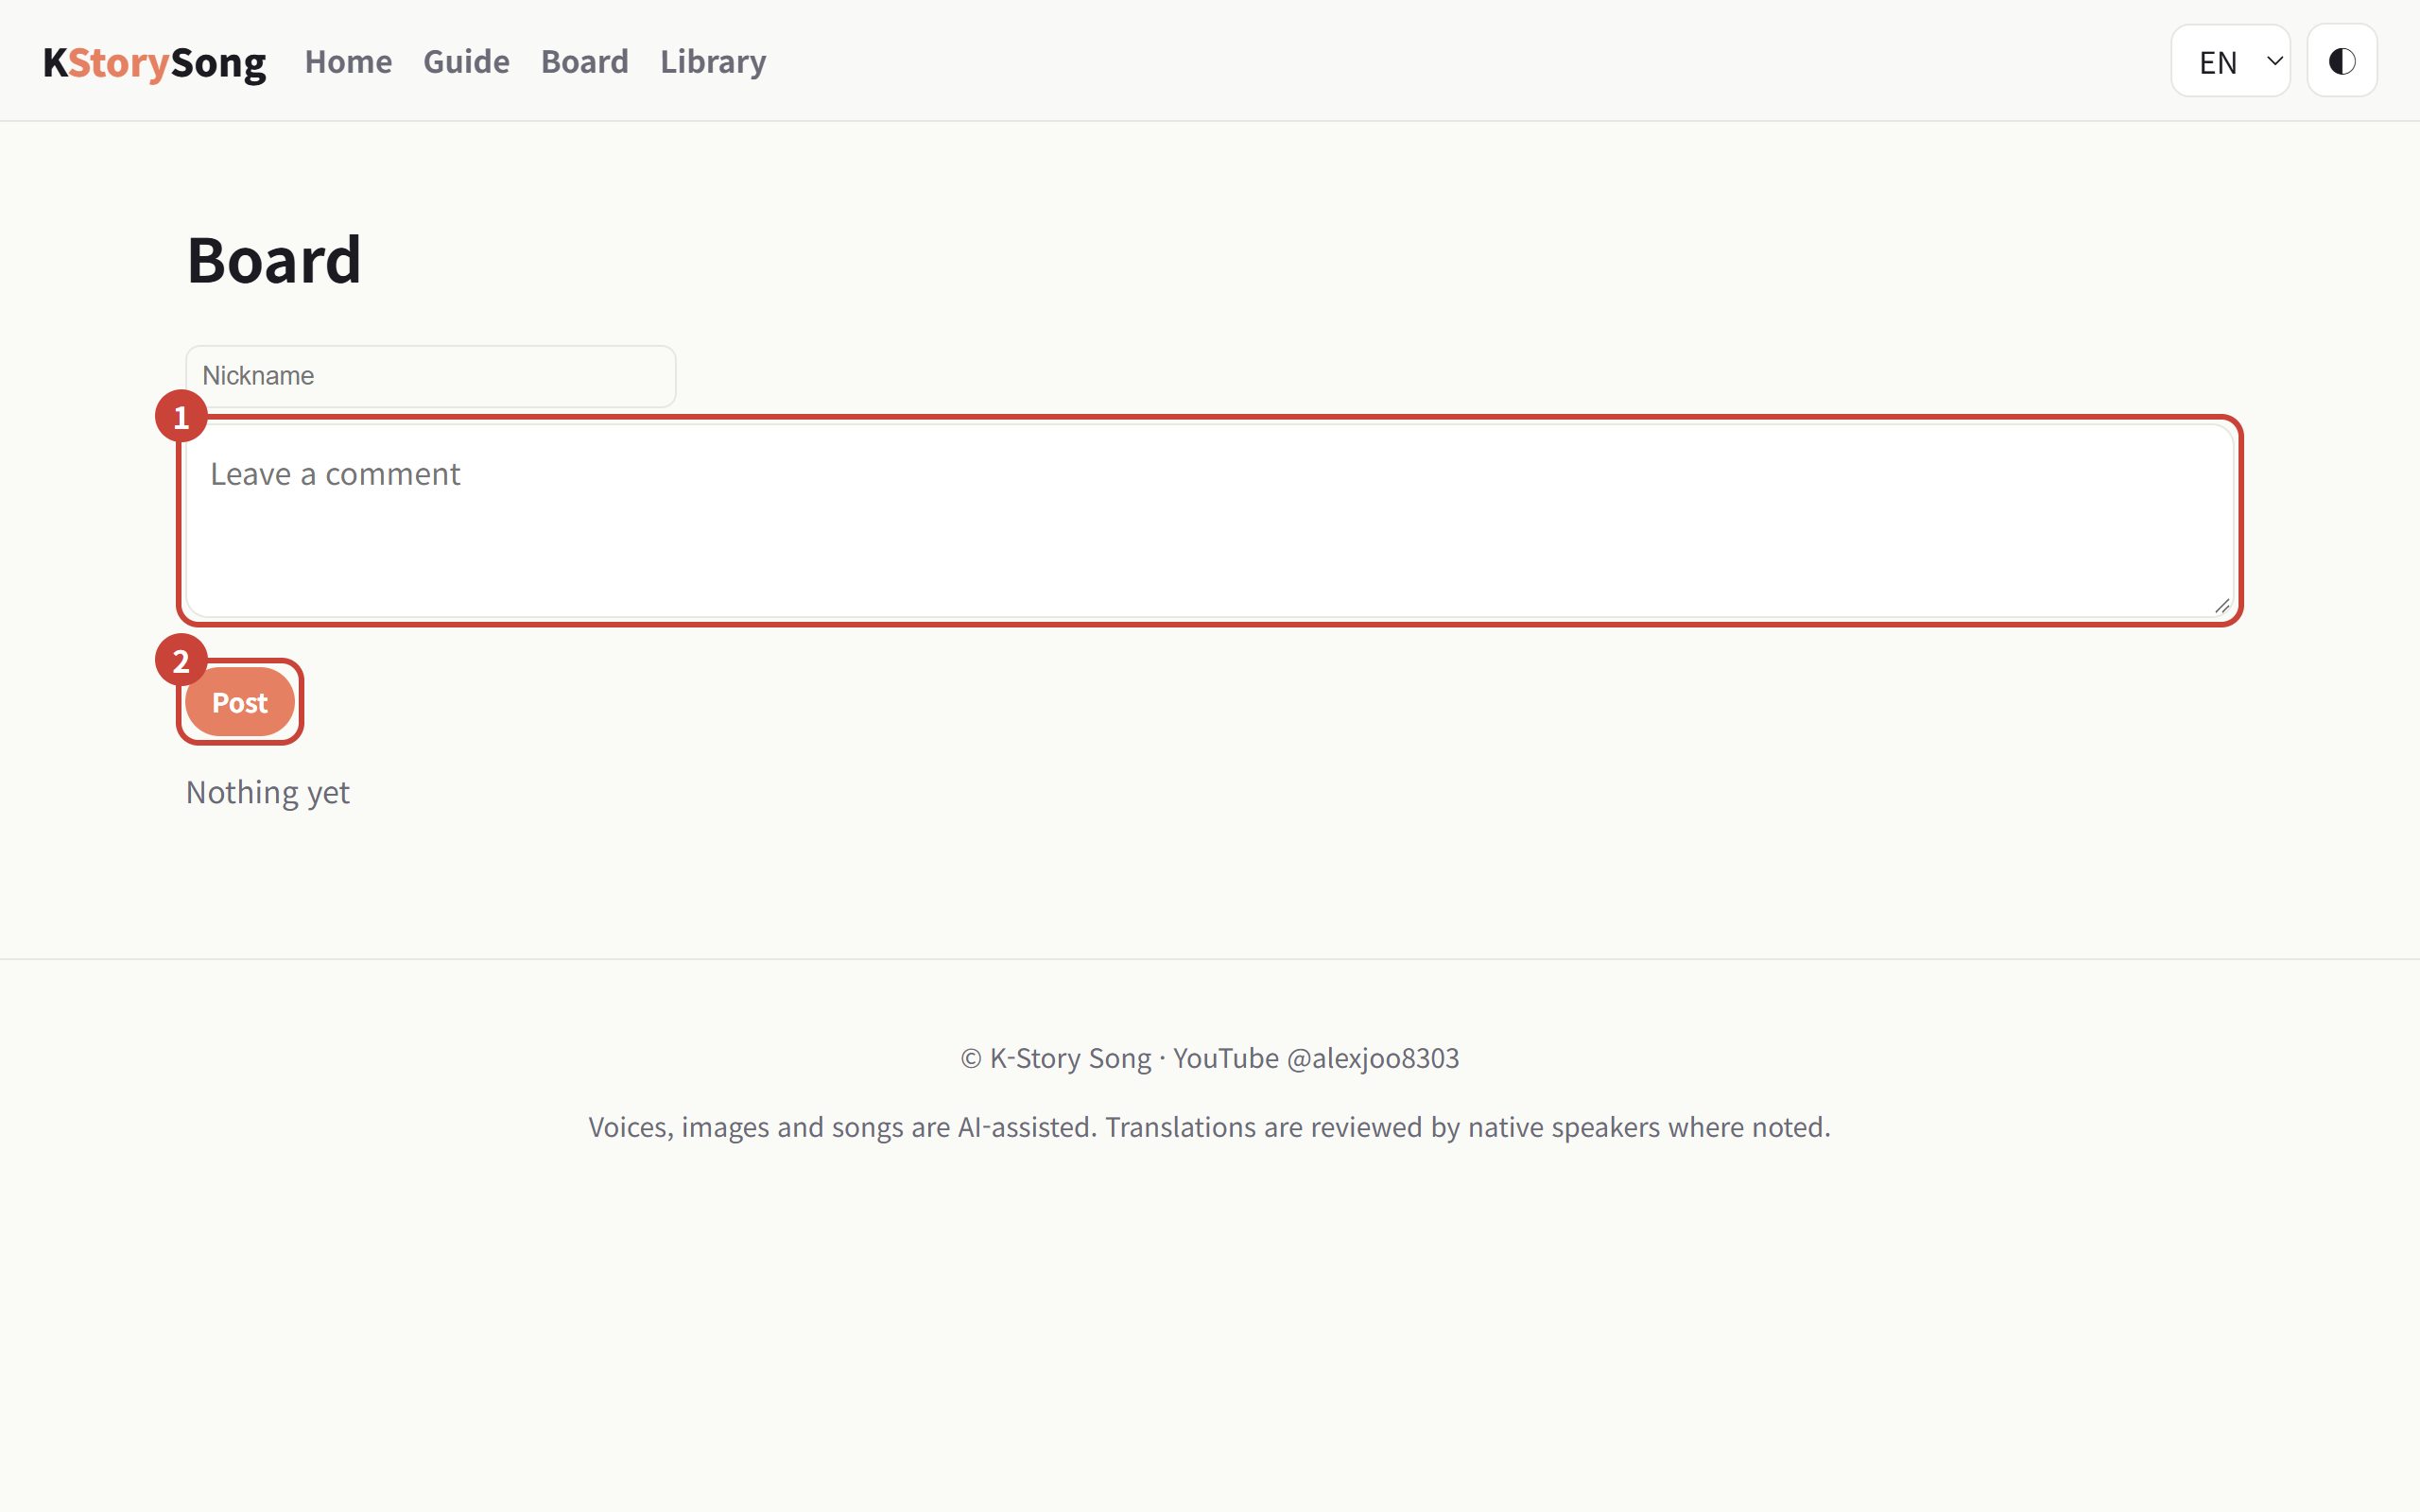 KStorySong Home Guide Board Library EN
Board
Nickname
1
Leave a comment
2
Post
Nothing yet
© K-Story Song · YouTube @alexjoo8303
Voices, images and songs are AI-assisted. Translations are reviewed by native speakers where noted.